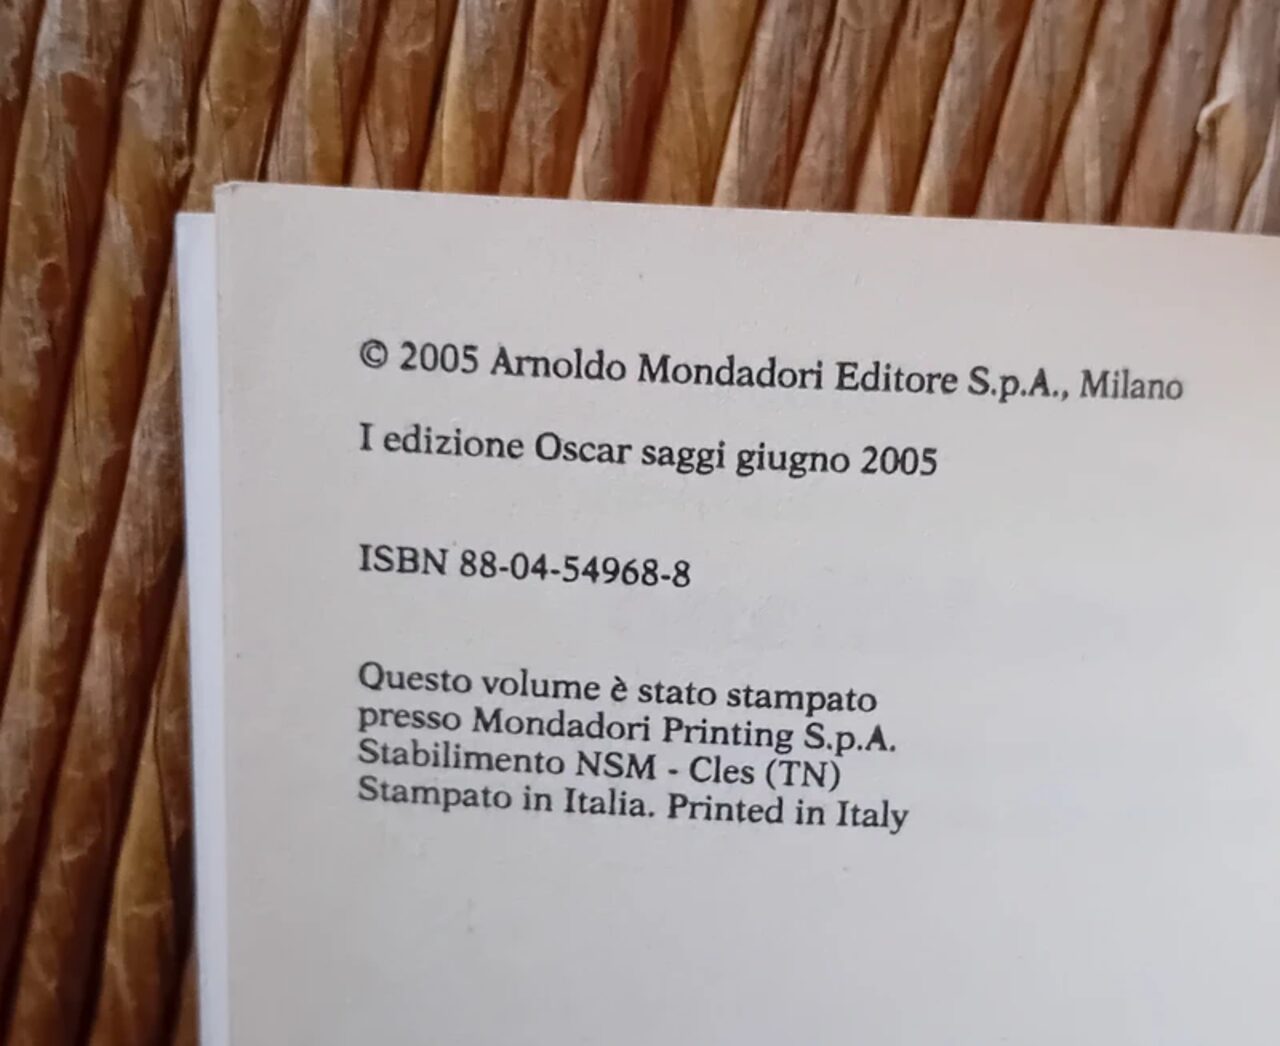 © 2005 Arnoldo Mondadori Editore S.p.A., Milano
I edizione Oscar saggi giugno 2005
ISBN 88-04-54968-8
Questo volume è stato stampato
presso Mondadori Printing S.p.A.
Stabilimento NSM - Cles (TN)
Stampato in Italia. Printed in Italy